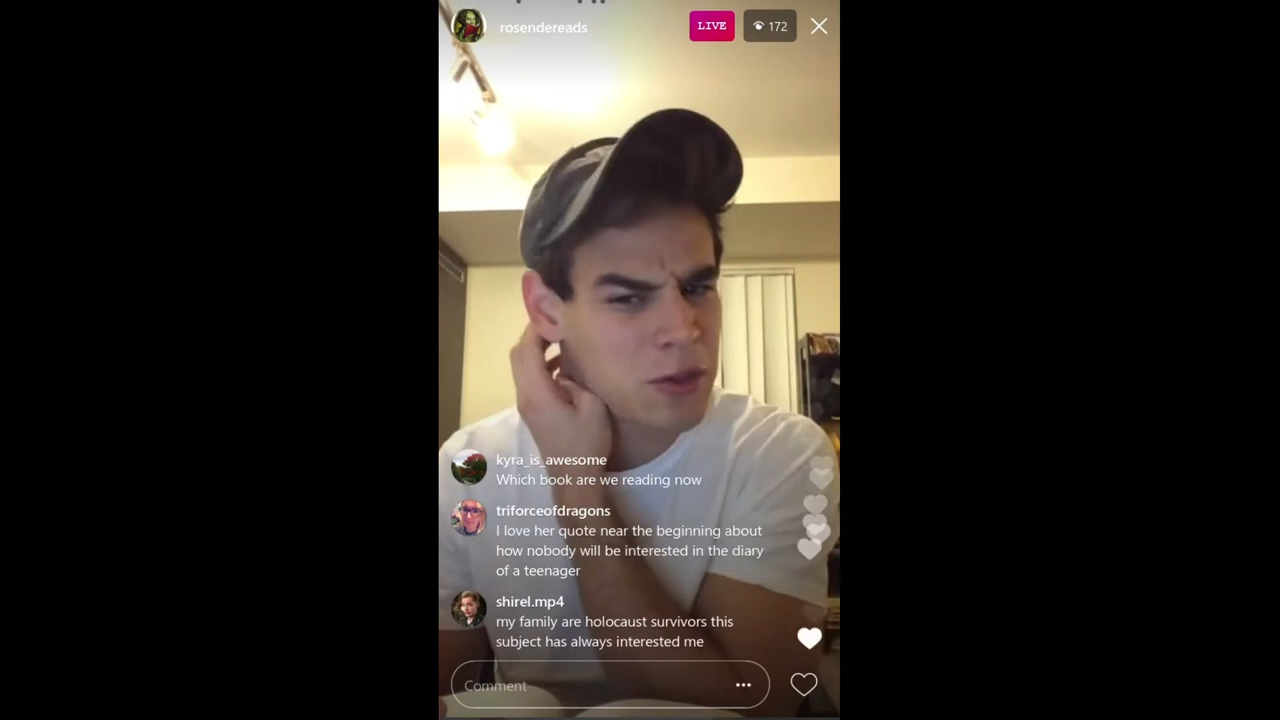 rosendereads
LIVE
172
kyra_is_awesome
Which book are we reading now
triforceofdragons
I love her quote near the beginning about
how nobody will be interested in the diary
of a teenager
shirel.mp4
my family are holocaust survivors this
subject has always interested me
Comment